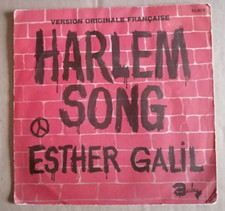 VERSION ORIGINALE FRANÇAISE
HARLEM
SONG
ESTHER GALIL